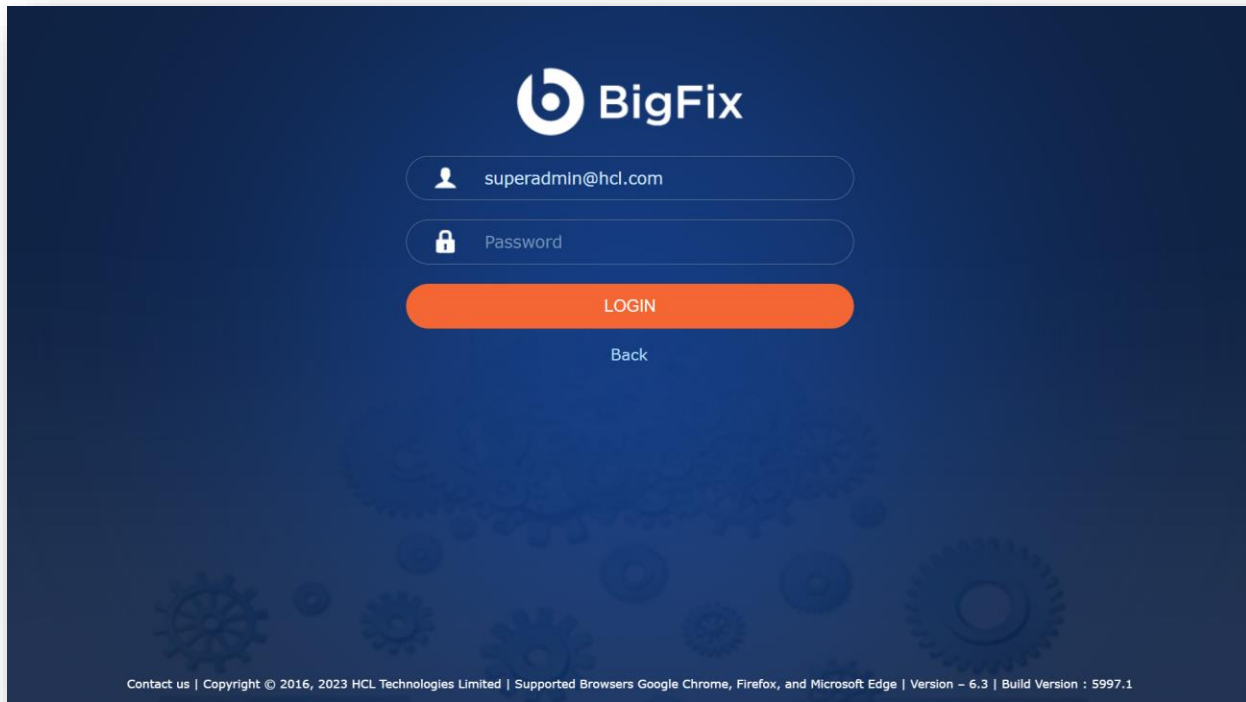 BigFix
superadmin@hcl.com
Password
LOGIN
Back
Contact us | Copyright © 2016, 2023 HCL Technologies Limited | Supported Browsers Google Chrome, Firefox, and Microsoft Edge | Version – 6.3 | Build Version : 5997.1